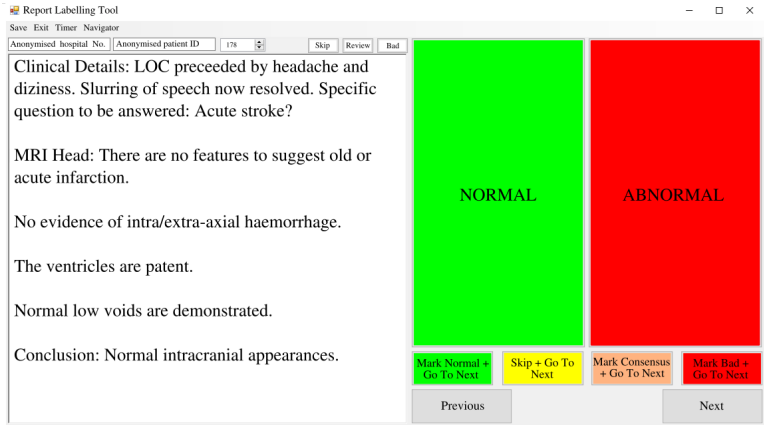 Report Labelling Tool
Save Exit Timer Navigator
Anonymised hospital No. Anonymised patient ID 178 Skip Review Bad
Clinical Details: LOC preceeded by headache and
diziness. Slurring of speech now resolved. Specific
question to be answered: Acute stroke?
MRI Head: There are no features to suggest old or
acute infarction.
No evidence of intra/extra-axial haemorrhage.
The ventricles are patent.
Normal low voids are demonstrated.
Conclusion: Normal intracranial appearances.
NORMAL
ABNORMAL
Mark Normal +
Go To Next
Skip + Go To
Next
Mark Consensus
+ Go To Next
Mark Bad +
Go To Next
Previous
Next